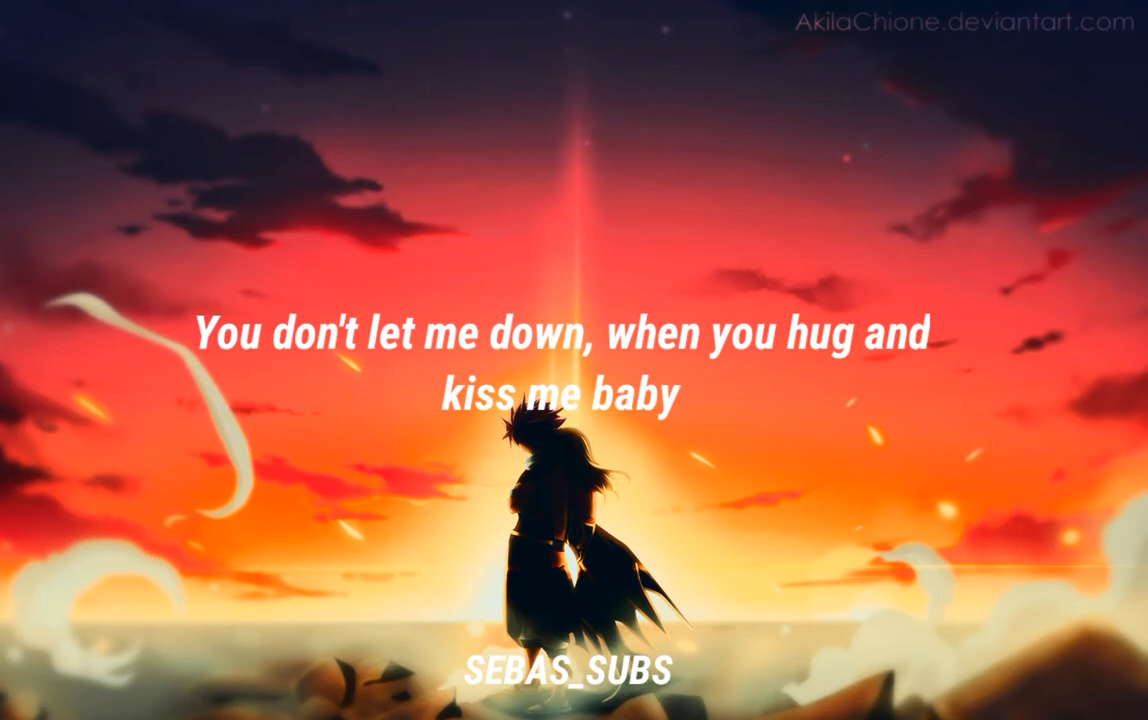 AkilaChione.deviantart.com
You don't let me down, when you hug and
kiss me baby
SEBAS_SUBS